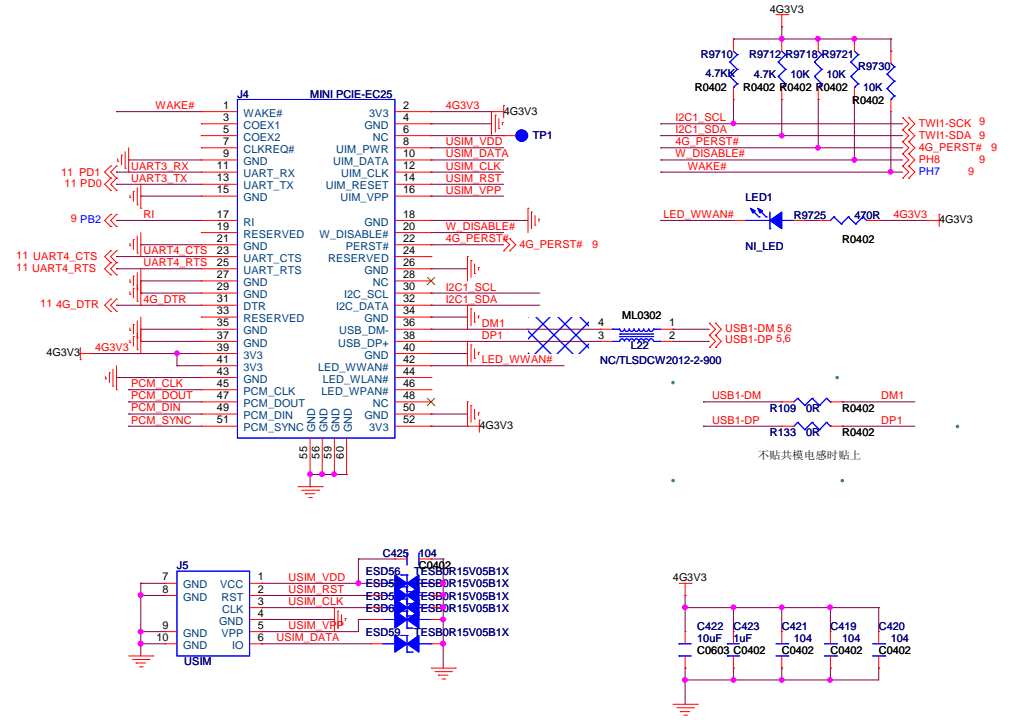 4G3V3
R9710 R9712 R9718 R9721 R9730
4.7K 4.7K 10K 10K 10K
R0402 R0402 R0402 R0402 R0402
I2C1_SCL TWI1-SCK 9
I2C1_SDA TWI1-SDA 9
4G_PERST# 4G_PERST# 9
W_DISABLE# PH8 9
WAKE# PH7 9
LED1
LED_WWAN# R9725 470R 4G3V3 4G3V3
NI_LED R0402
J4 MINI PCIE-EC25
WAKE# 1 WAKE# 3V3 2 4G3V3 4G3V3
3 COEX1 GND 4
5 COEX2 NC 6 TP1
7 CLKREQ# UIM_PWR 8 USIM_VDD
9 GND UIM_DATA 10 USIM_DATA
11 PD1 UART3_RX 11 UART_RX UIM_CLK 12 USIM_CLK
11 PD0 UART3_TX 13 UART_TX UIM_RESET 14 USIM_RST
15 GND UIM_VPP 16 USIM_VPP
9 PB2 RI 17 RI GND 18
19 RESERVED W_DISABLE# 20 W_DISABLE#
21 GND PERST# 22 4G_PERST# 4G_PERST# 9
11 UART4_CTS UART4_CTS 23 UART_CTS RESERVED 24
11 UART4_RTS UART4_RTS 25 UART_RTS GND 26
27 GND NC 28
29 GND I2C_SCL 30 I2C1_SCL
11 4G_DTR 4G_DTR 31 DTR I2C_DATA 32 I2C1_SDA
33 RESERVED GND 34
35 GND USB_DM- 36 DM1
37 GND USB_DP+ 38 DP1
4G3V3 4G3V3 39 3V3 GND 40
41 3V3 LED_WWAN# 42 LED_WWAN#
43 GND LED_WLAN# 44
PCM_CLK 45 PCM_CLK LED_WPAN# 46
PCM_DOUT 47 PCM_DOUT NC 48
PCM_DIN 49 PCM_DIN GND 50
PCM_SYNC 51 PCM_SYNC 3V3 52 4G3V3
GND GND GND GND
55 56 59 60
ML0302
4 1 USB1-DM 5,6
3 2 USB1-DP 5,6
L22
NC/TLSDCW2012-2-900
USB1-DM DM1
R109 0R R0402
USB1-DP DP1
R133 0R R0402
不贴共模电感时贴上
J5
7 GND VCC 1 USIM_VDD
8 GND RST 2 USIM_RST
CLK 3 USIM_CLK
GND 4
9 GND VPP 5 USIM_VPP
10 GND IO 6 USIM_DATA
USIM
C425 104
C0402
ESD56 TESB0R15V05B1X
TESB0R15V05B1X
TESB0R15V05B1X
TESB0R15V05B1X
ESD59 TESB0R15V05B1X
4G3V3
C422 C423 C421 C419 C420
10uF 1uF 104 104 104
C0603 C0402 C0402 C0402 C0402